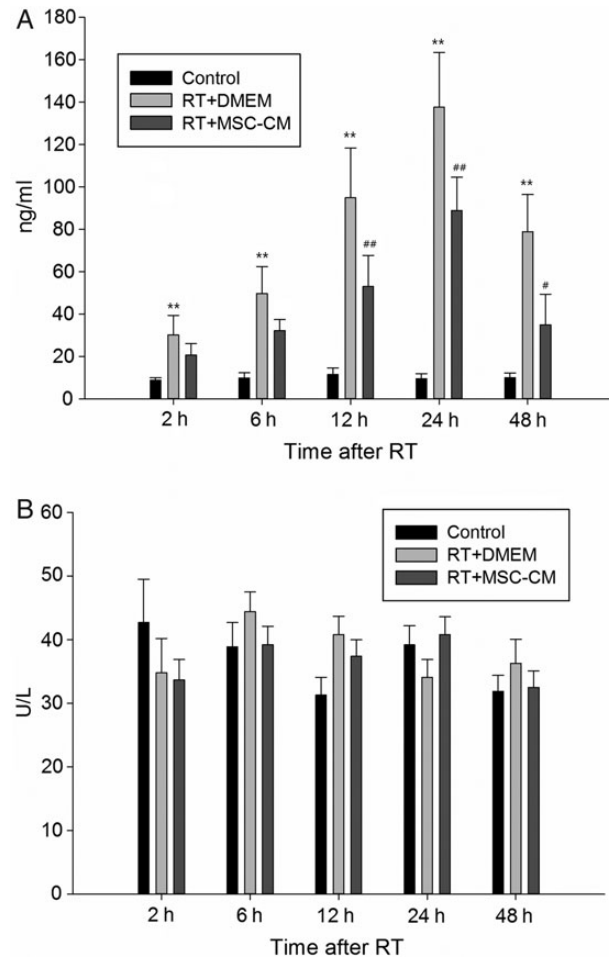 A
180
160
140
120
100
80
60
40
20
0
ng/ml
Control
RT+DMEM
RT+MSC-CM
**
**
**
##
**
##
**
#
2 h 6 h 12 h 24 h 48 h
Time after RT
B
60
50
40
30
20
10
0
U/L
Control
RT+DMEM
RT+MSC-CM
2 h 6 h 12 h 24 h 48 h
Time after RT